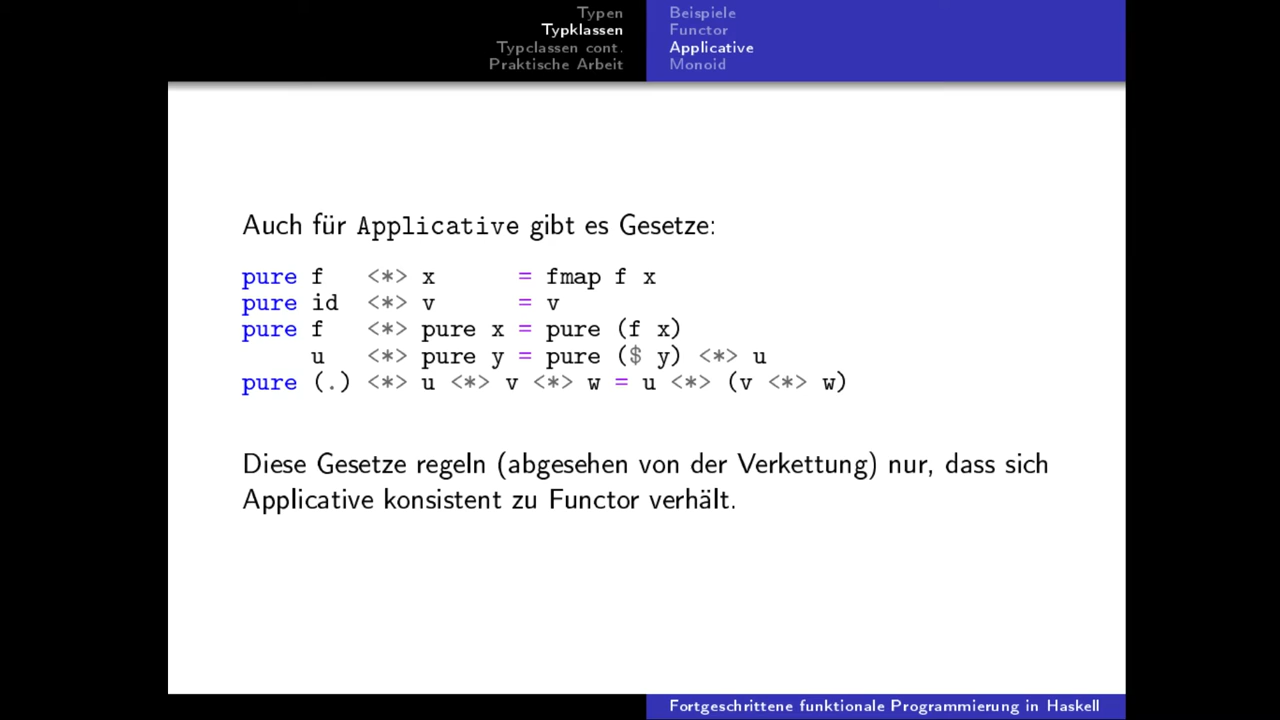 Typen
Typklassen
Typclassen cont.
Praktische Arbeit
Beispiele
Functor
Applicative
Monoid
Auch für Applicative gibt es Gesetze:
pure f <*> x = fmap f x
pure id <*> v = v
pure f <*> pure x = pure (f x)
u <*> pure y = pure ($ y) <*> u
pure (.) <*> u <*> v <*> w = u <*> (v <*> w)
Diese Gesetze regeln (abgesehen von der Verkettung) nur, dass sich
Applicative konsistent zu Functor verhält.
Fortgeschrittene funktionale Programmierung in Haskell